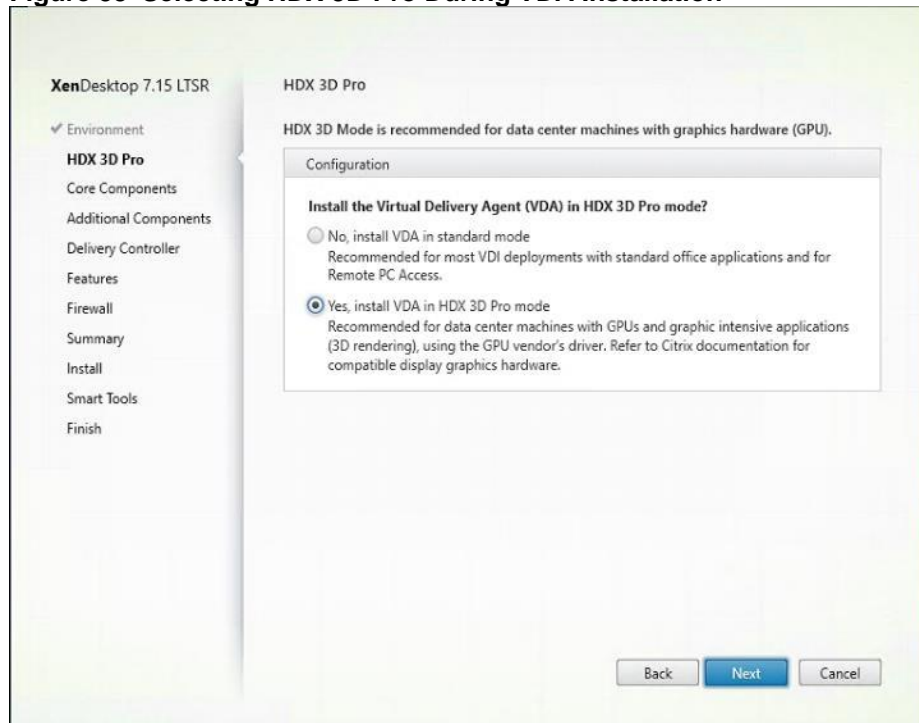 XenDesktop 7.15 LTSR
Environment
HDX 3D Pro
Core Components
Additional Components
Delivery Controller
Features
Firewall
Summary
Install
Smart Tools
Finish
HDX 3D Pro
HDX 3D Mode is recommended for data center machines with graphics hardware (GPU).
Configuration
Install the Virtual Delivery Agent (VDA) in HDX 3D Pro mode?
No, install VDA in standard mode
Recommended for most VDI deployments with standard office applications and for
Remote PC Access.
Yes, install VDA in HDX 3D Pro mode
Recommended for data center machines with GPUs and graphic intensive applications
(3D rendering), using the GPU vendor's driver. Refer to Citrix documentation for
compatible display graphics hardware.
Back
Next
Cancel